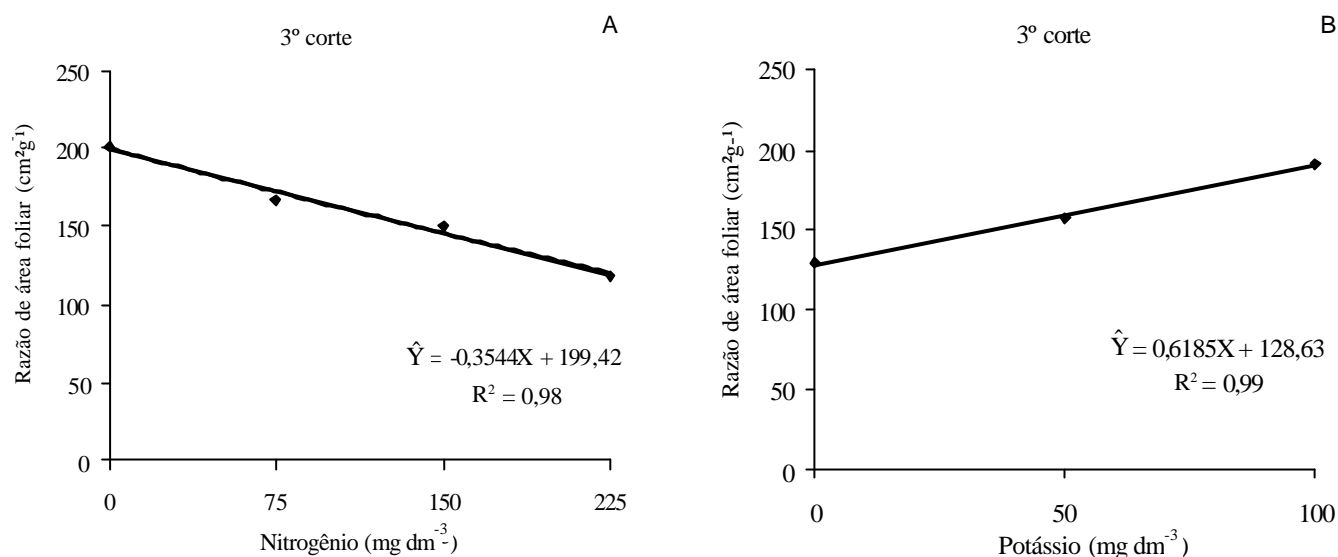 A
3º corte
Razão de área foliar (cm²g⁻¹)
250
200
150
100
50
0
Ŷ = -0,3544X + 199,42
R² = 0,98
0 75 150 225
Nitrogênio (mg dm⁻³)
B
3º corte
Razão de área foliar (cm²g-¹)
250
200
150
100
50
0
Ŷ = 0,6185X + 128,63
R² = 0,99
0 50 100
Potássio (mg dm⁻³)